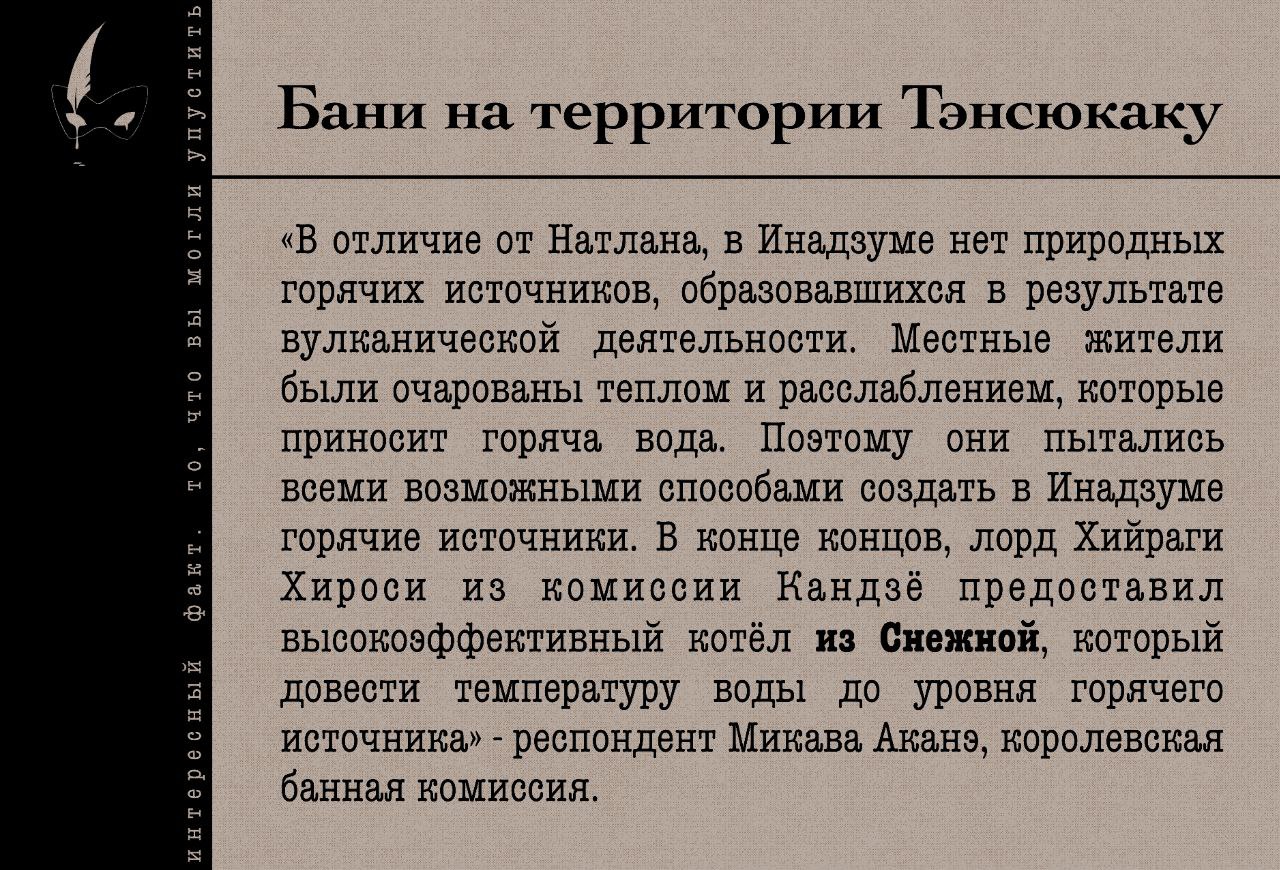 интересный факт. то, что вы могли упустить
Бани на территории Тэнсюкаку
«В отличие от Натлана, в Инадзуме нет природных
горячих источников, образовавшихся в результате
вулканической деятельности. Местные жители
были очарованы теплом и расслаблением, которые
приносит горяча вода. Поэтому они пытались
всеми возможными способами создать в Инадзуме
горячие источники. В конце концов, лорд Хийраги
Хироси из комиссии Кандзё предоставил
высокоэффективный котёл из Снежной, который
довести температуру воды до уровня горячего
источника» - респондент Микава Аканэ, королевская
банная комиссия.